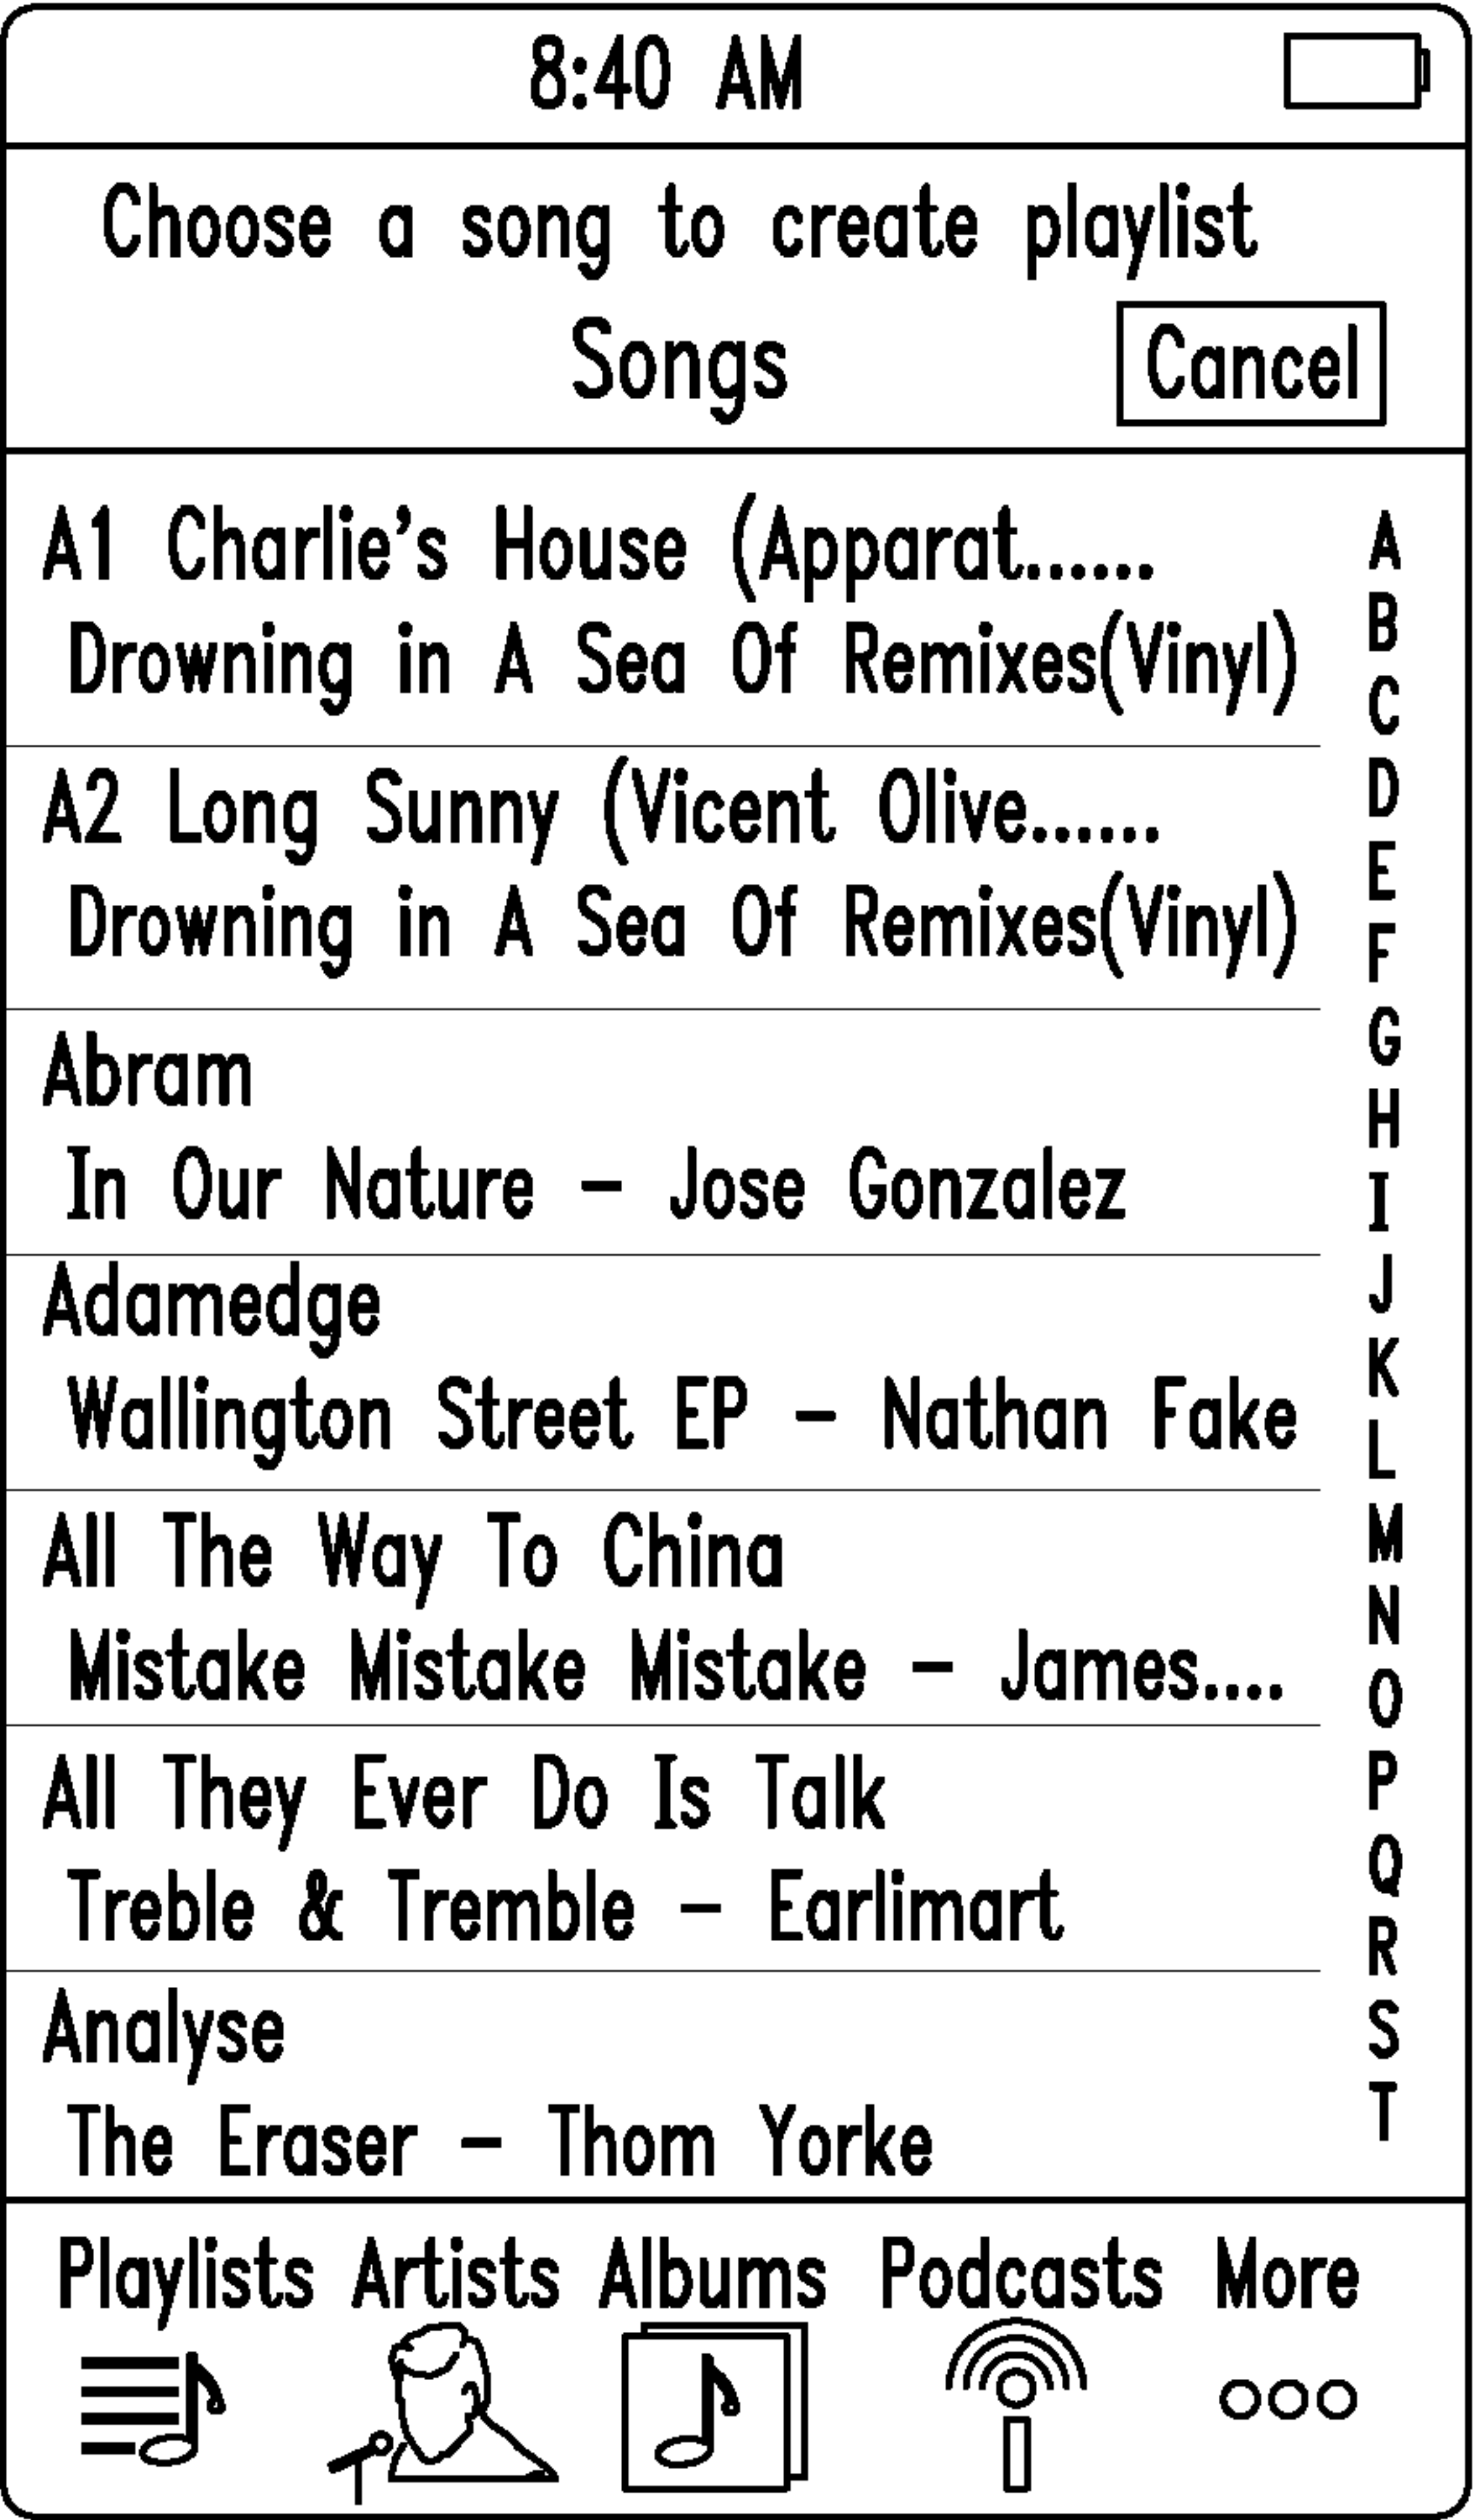 8:40 AM
Choose a song to create playlist
Songs
Cancel
A1 Charlie's House (Apparat......
Drowning in A Sea Of Remixes(Vinyl)
A2 Long Sunny (Vicent Olive......
Drowning in A Sea Of Remixes(Vinyl)
Abram
In Our Nature – Jose Gonzalez
Adamedge
Wallington Street EP – Nathan Fake
All The Way To China
Mistake Mistake Mistake – James....
All They Ever Do Is Talk
Treble & Tremble – Earlimart
Analyse
The Eraser – Thom Yorke
A
B
C
D
E
F
G
H
I
J
K
L
M
N
O
P
Q
R
S
T
Playlists Artists Albums Podcasts More